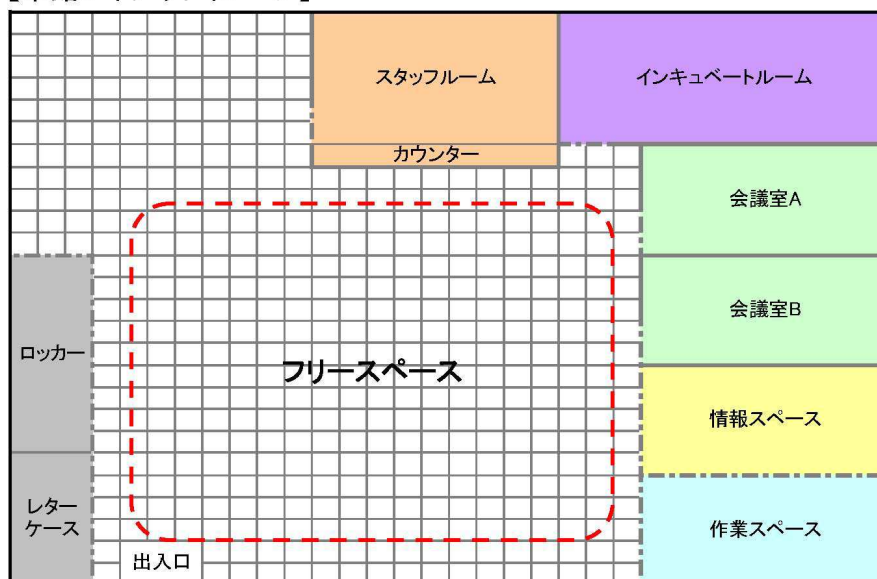 スタッフルーム
インキュベートルーム
カウンター
会議室A
会議室B
ロッカー
フリースペース
情報スペース
レター
ケース
作業スペース
出入口